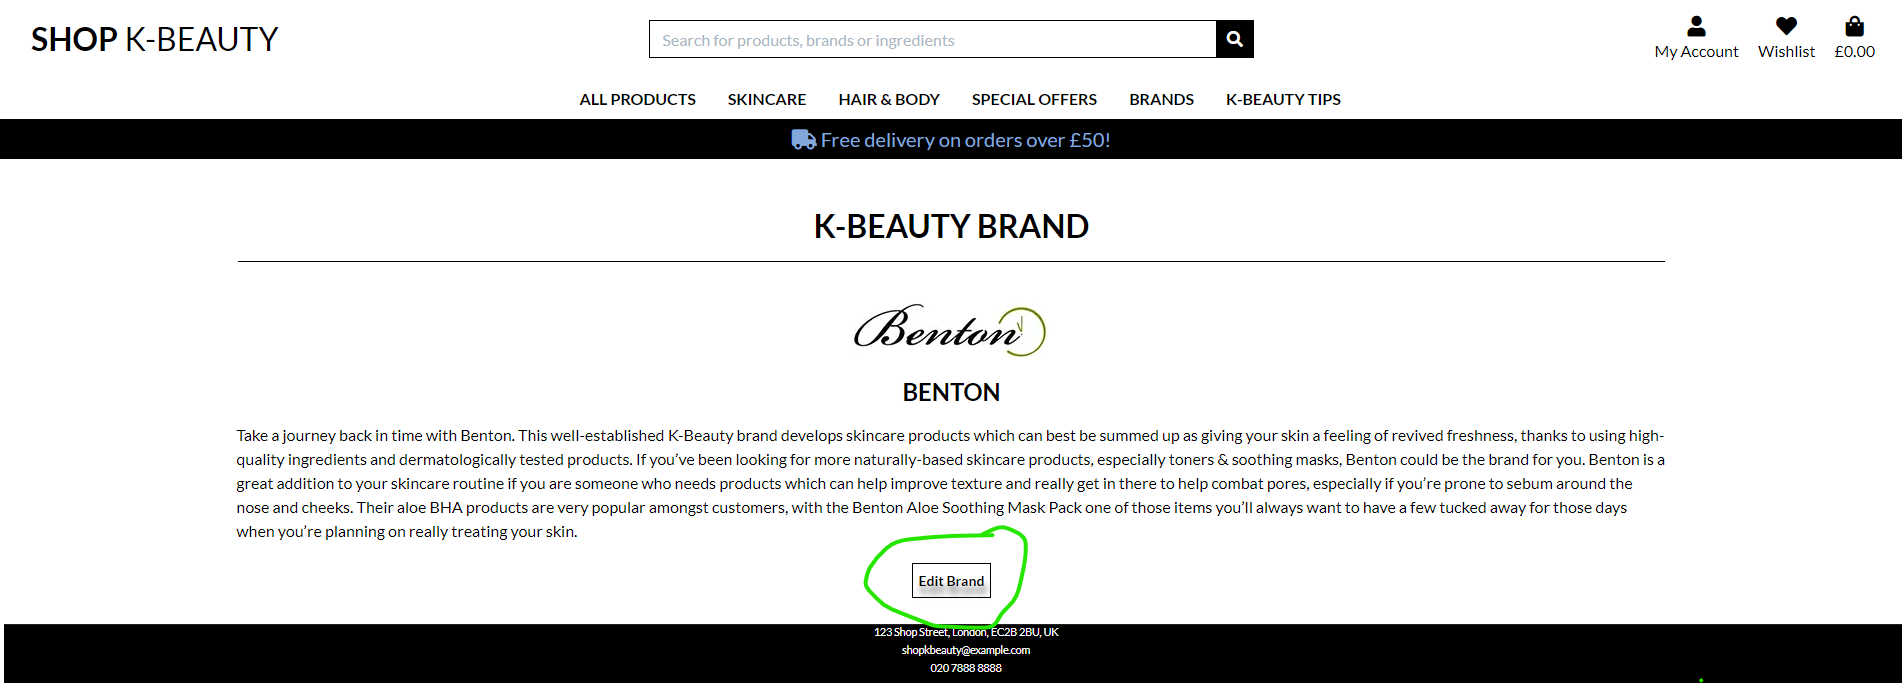 SHOP K-BEAUTY
Search for products, brands or ingredients
My Account
Wishlist
£0.00
ALL PRODUCTS
SKINCARE
HAIR & BODY
SPECIAL OFFERS
BRANDS
K-BEAUTY TIPS
Free delivery on orders over £50!
K-BEAUTY BRAND
Benton
BENTON
Take a journey back in time with Benton. This well-established K-Beauty brand develops skincare products which can best be summed up as giving your skin a feeling of revived freshness, thanks to using high-
quality ingredients and dermatologically tested products. If you’ve been looking for more naturally-based skincare products, especially toners & soothing masks, Benton could be the brand for you. Benton is a
great addition to your skincare routine if you are someone who needs products which can help improve texture and really get in there to help combat pores, especially if you’re prone to sebum around the
nose and cheeks. Their aloe BHA products are very popular amongst customers, with the Benton Aloe Soothing Mask Pack one of those items you’ll always want to have a few tucked away for those days
when you’re planning on really treating your skin.
Edit Brand
123 Shop Street, London, EC2B 2BU, UK
shopkbeauty@example.com
020 7888 8888